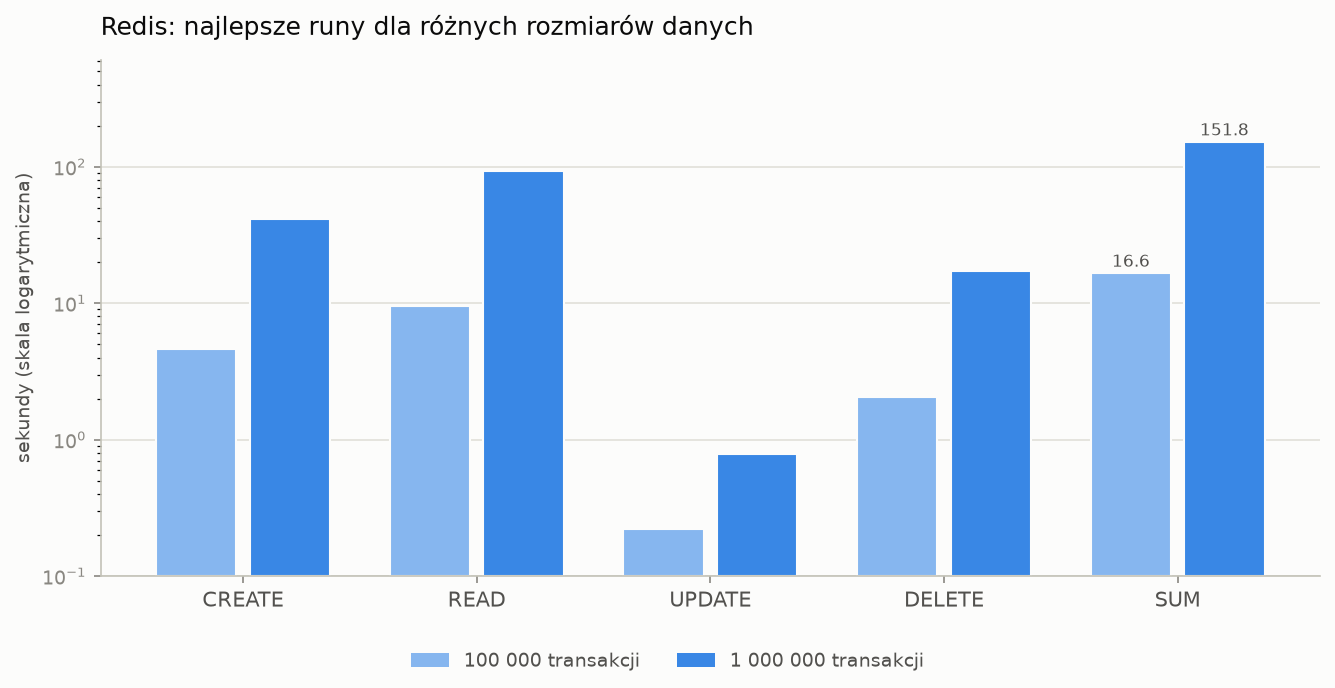 Redis: najlepsze runy dla różnych rozmiarów danych
sekundy (skala logarytmiczna)
10²
10¹
10⁰
10⁻¹
151.8
16.6
CREATE READ UPDATE DELETE SUM
100 000 transakcji 1 000 000 transakcji